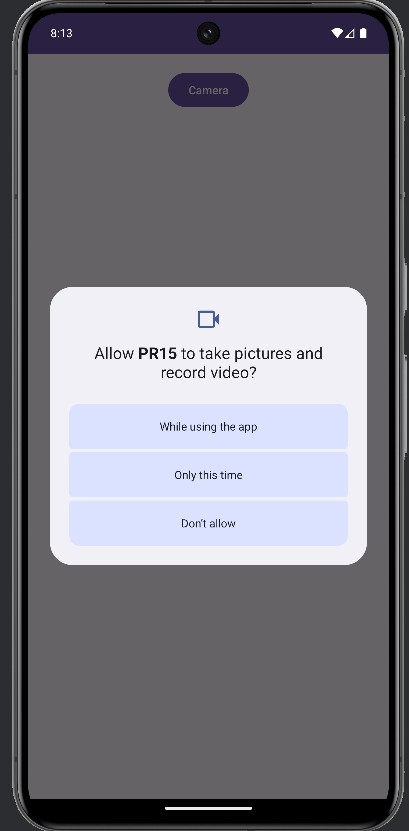 8:13
Camera
Allow PR15 to take pictures and
record video?
While using the app
Only this time
Don't allow